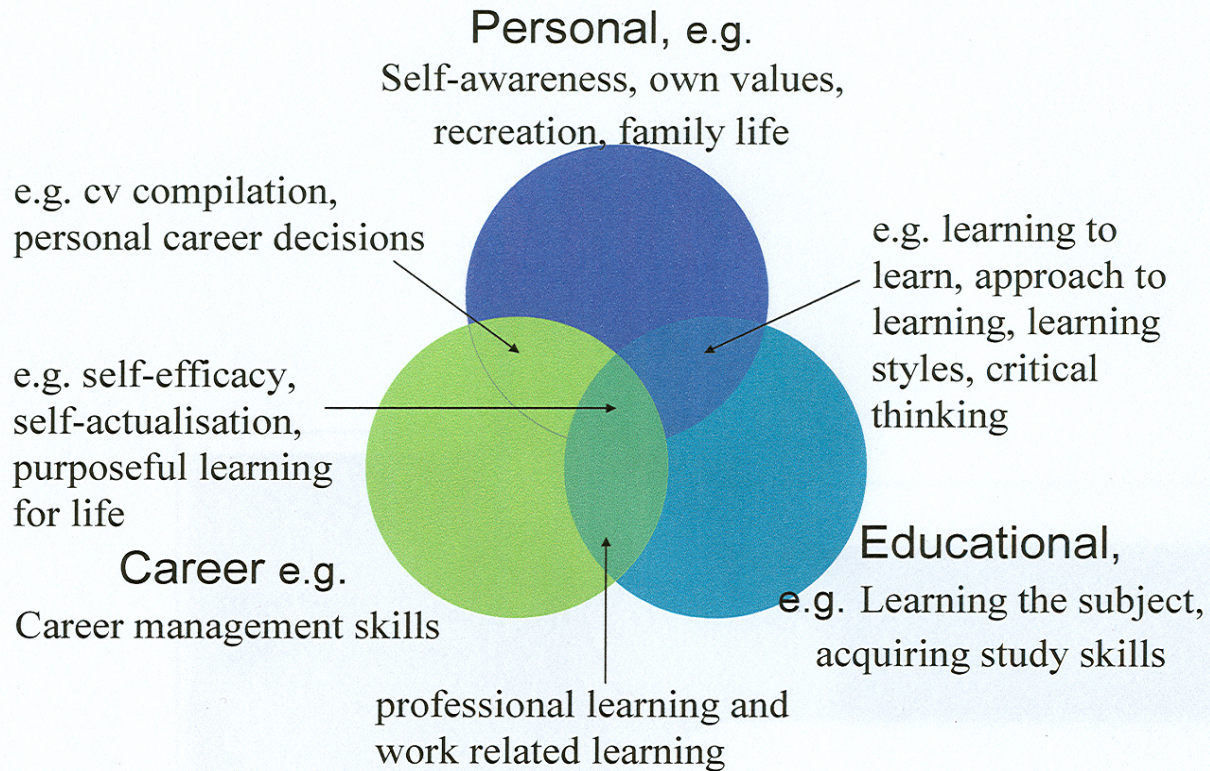 Personal, e.g.
Self-awareness, own values,
recreation, family life
e.g. cv compilation,
personal career decisions
e.g. learning to
learn, approach to
learning, learning
styles, critical
thinking
e.g. self-efficacy,
self-actualisation,
purposeful learning
for life
Career e.g.
Career management skills
Educational,
e.g. Learning the subject,
acquiring study skills
professional learning and
work related learning